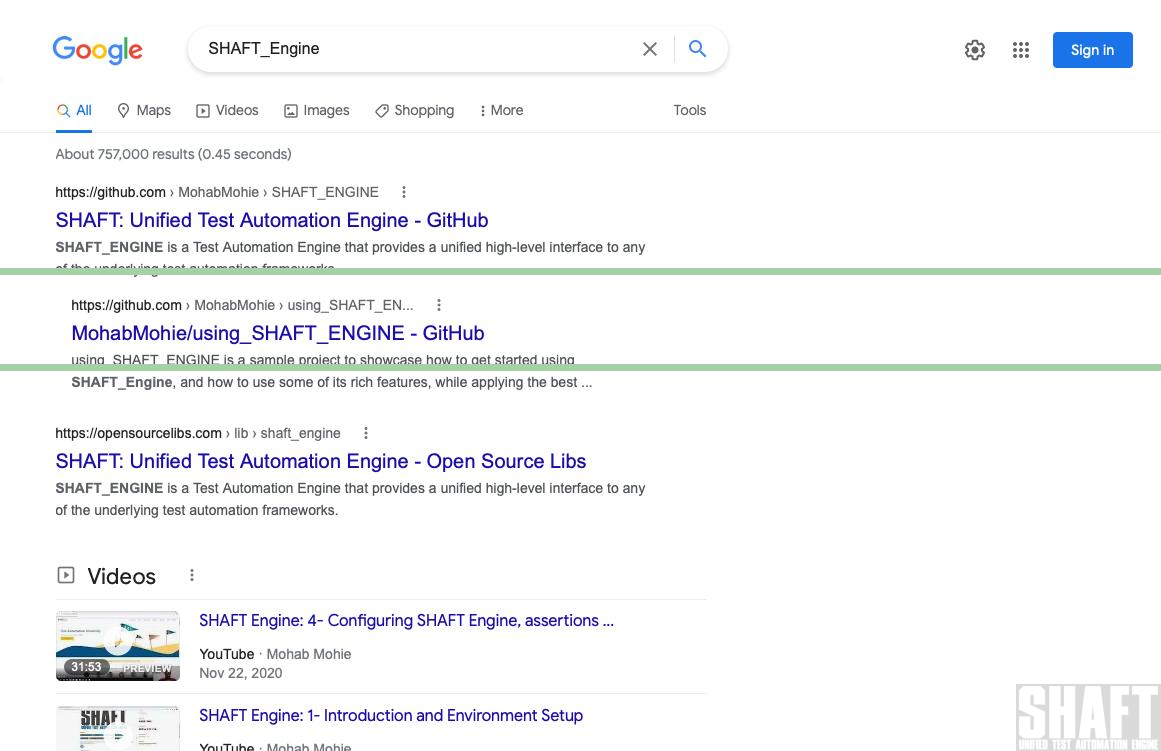 Google
SHAFT_Engine
Sign in
All
Maps
Videos
Images
Shopping
More
Tools
About 757,000 results (0.45 seconds)
https://github.com › MohabMohie › SHAFT_ENGINE
SHAFT: Unified Test Automation Engine - GitHub
SHAFT_ENGINE is a Test Automation Engine that provides a unified high-level interface to any
of the underlying test automation frameworks.
https://github.com › MohabMohie › using_SHAFT_EN...
MohabMohie/using_SHAFT_ENGINE - GitHub
using_SHAFT_ENGINE is a sample project to showcase how to get started using
SHAFT_Engine, and how to use some of its rich features, while applying the best ...
https://opensourcelibs.com › lib › shaft_engine
SHAFT: Unified Test Automation Engine - Open Source Libs
SHAFT_ENGINE is a Test Automation Engine that provides a unified high-level interface to any
of the underlying test automation frameworks.
Videos
31:53
PREVIEW
SHAFT Engine: 4- Configuring SHAFT Engine, assertions ...
YouTube · Mohab Mohie
Nov 22, 2020
SHAFT
SHAFT Engine: 1- Introduction and Environment Setup
YouTube · Mohab Mohie
SHAFT
UNIFIED TEST AUTOMATION ENGINE